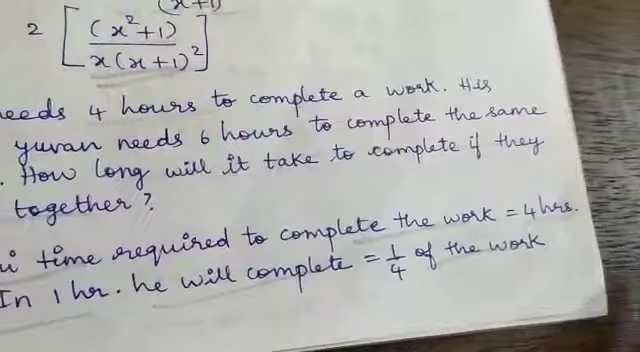 (x+1)
2 [ (x²+1) / x(x+1)² ]
needs 4 hours to complete a work. His
yuvan needs 6 hours to complete the same
. How long will it take to complete if they
together?
time required to complete the work = 4 hrs.
In 1 hr. he will complete = 1/4 of the work